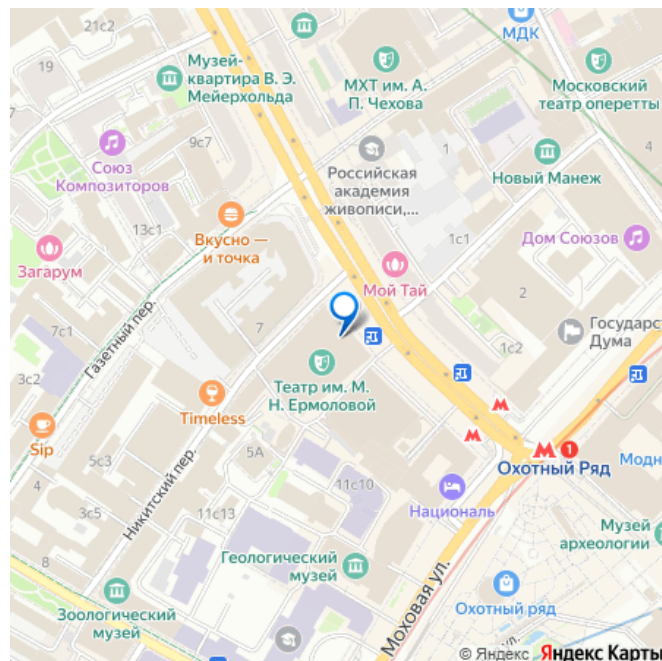 21с2
19
Музей-
квартира В. Э.
Мейерхольда
МХТ им. А.
П. Чехова
МДК
Московский
театр оперетты
9с7
Союз
Композиторов
Российская
академия
живописи,...
1
Новый Манеж
13с1
Вкусно —
и точка
Загарум
1с1
Дом Союзов
Мой Тай
Газетный пер.
7с1
7
Государст
Дума
1с2
3с2
Театр им. М.
Н. Ермоловой
Timeless
Sip
5А
5с3
Охотный Ряд
1
Модн
4
Никитский пер.
11с10
Националь
3с5
11с13
Музей
археологии
8
Геологический
музей
Моховая ул.
Зоологический
музей
Охотный ряд
ул.
© Яндекс Яндекс Карты